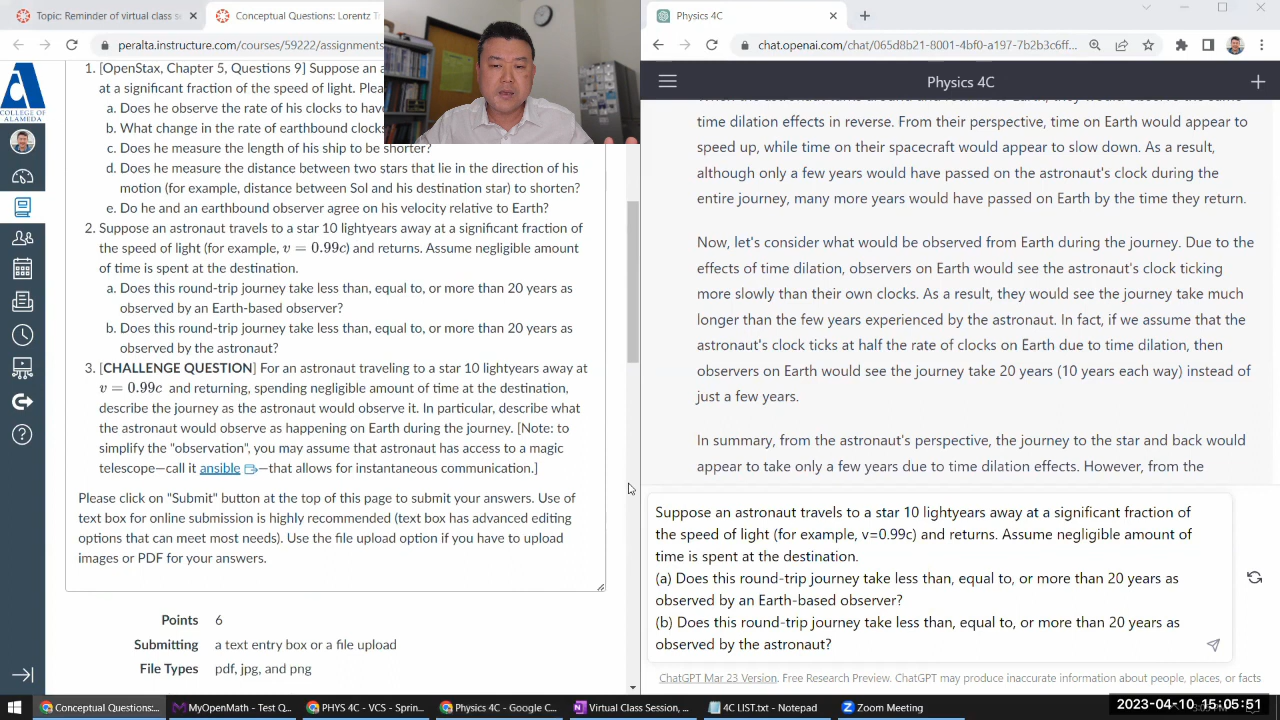 Topic: Reminder of virtual class se
Conceptual Questions: Lorentz T
peralta.instructure.com/courses/59222/assignments
COLLEGE OF
ALAMEDA
1. [OpenStax, Chapter 5, Questions 9] Suppose an a
at a significant fraction of the speed of light. Plea
a. Does he observe the rate of his clocks to have
b. What change in the rate of earthbound clocks
c. Does he measure the length of his ship to be shorter?
d. Does he measure the distance between two stars that lie in the direction of his
motion (for example, distance between Sol and his destination star) to shorten?
e. Do he and an earthbound observer agree on his velocity relative to Earth?
2. Suppose an astronaut travels to a star 10 lightyears away at a significant fraction of
the speed of light (for example, v = 0.99c) and returns. Assume negligible amount
of time is spent at the destination.
a. Does this round-trip journey take less than, equal to, or more than 20 years as
observed by an Earth-based observer?
b. Does this round-trip journey take less than, equal to, or more than 20 years as
observed by the astronaut?
3. [CHALLENGE QUESTION] For an astronaut traveling to a star 10 lightyears away at
v = 0.99c and returning, spending negligible amount of time at the destination,
describe the journey as the astronaut would observe it. In particular, describe what
the astronaut would observe as happening on Earth during the journey. [Note: to
simplify the "observation", you may assume that astronaut has access to a magic
telescope—call it ansible —that allows for instantaneous communication.]
Please click on "Submit" button at the top of this page to submit your answers. Use of
text box for online submission is highly recommended (text box has advanced editing
options that can meet most needs). Use the file upload option if you have to upload
images or PDF for your answers.
Points 6
Submitting a text entry box or a file upload
File Types pdf, jpg, and png
Physics 4C
chat.openai.com/chat/065d8b21-8001-4bf0-a197-7b2b3c6ff...
Physics 4C
time dilation effects in reverse. From their perspective, time on Earth would appear to
speed up, while time on their spacecraft would appear to slow down. As a result,
although only a few years would have passed on the astronaut's clock during the
entire journey, many more years would have passed on Earth by the time they return.
Now, let's consider what would be observed from Earth during the journey. Due to the
effects of time dilation, observers on Earth would see the astronaut's clock ticking
more slowly than their own clocks. As a result, they would see the journey take much
longer than the few years experienced by the astronaut. In fact, if we assume that the
astronaut's clock ticks at half the rate of clocks on Earth due to time dilation, then
observers on Earth would see the journey take 20 years (10 years each way) instead of
just a few years.
In summary, from the astronaut's perspective, the journey to the star and back would
appear to take only a few years due to time dilation effects. However, from the
Suppose an astronaut travels to a star 10 lightyears away at a significant fraction of
the speed of light (for example, v=0.99c) and returns. Assume negligible amount of
time is spent at the destination.
(a) Does this round-trip journey take less than, equal to, or more than 20 years as
observed by an Earth-based observer?
(b) Does this round-trip journey take less than, equal to, or more than 20 years as
observed by the astronaut?
ChatGPT Mar 23 Version. Free Research Preview. ChatGPT may produce inaccurate information about people, places, or facts
Conceptual Questions:...
MyOpenMath - Test Q...
PHYS 4C - VCS - Sprin...
Physics 4C - Google C...
Virtual Class Session, ...
4C LIST.txt - Notepad
Zoom Meeting
2023-04-10 15:05:51